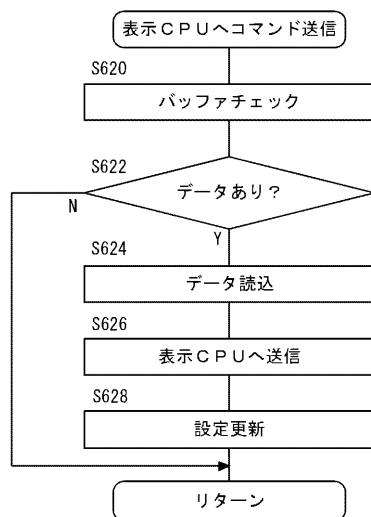 表示ＣＰＵへコマンド送信
S620
バッファチェック
S622
データあり？
N
Y
S624
データ読込
S626
表示ＣＰＵへ送信
S628
設定更新
リターン